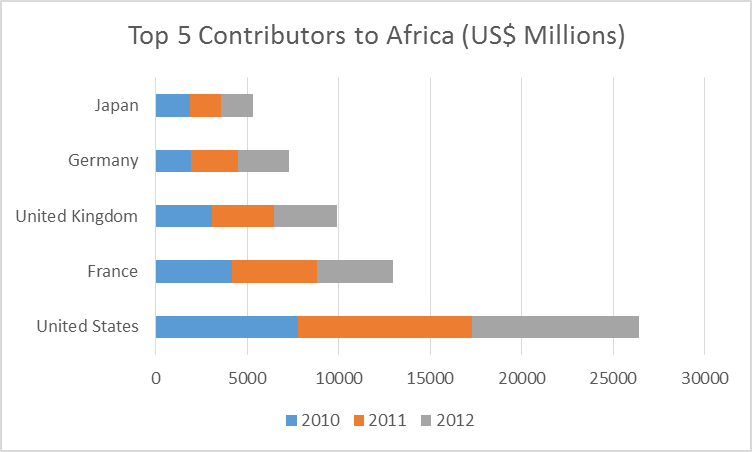 Top 5 Contributors to Africa (US$ Millions)
Japan
Germany
United Kingdom
France
United States
0 5000 10000 15000 20000 25000 30000
2010 2011 2012